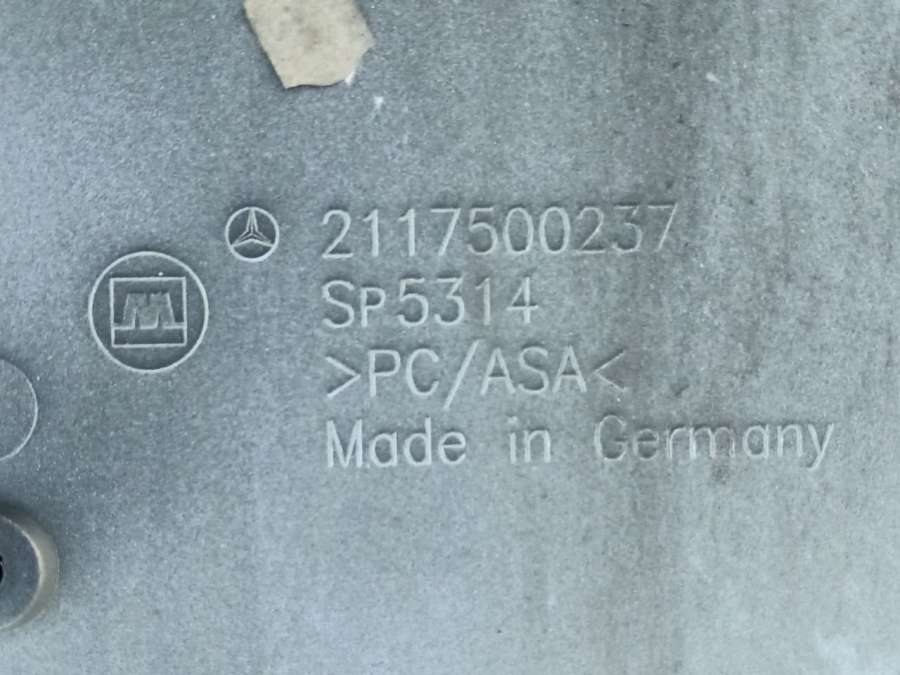 2117500237
SP5314
>PC/ASA<
Made in Germany